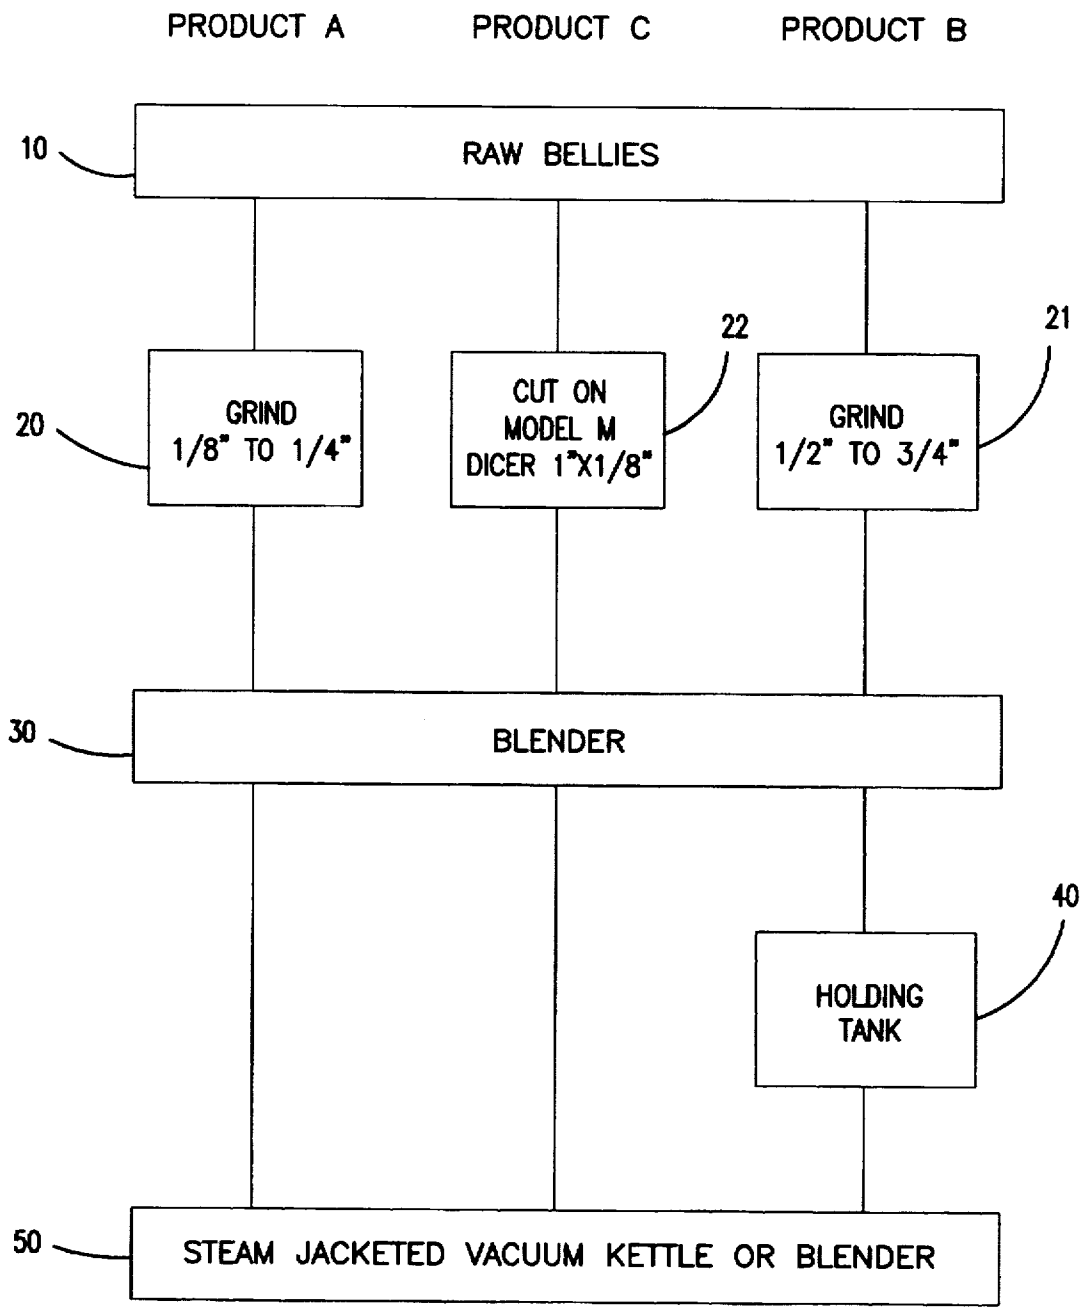 PRODUCT A PRODUCT C PRODUCT B
10
RAW BELLIES
22
21
20
GRIND
1/8" TO 1/4"
CUT ON
MODEL M
DICER 1"X1/8"
GRIND
1/2" TO 3/4"
30
BLENDER
40
HOLDING
TANK
50
STEAM JACKETED VACUUM KETTLE OR BLENDER